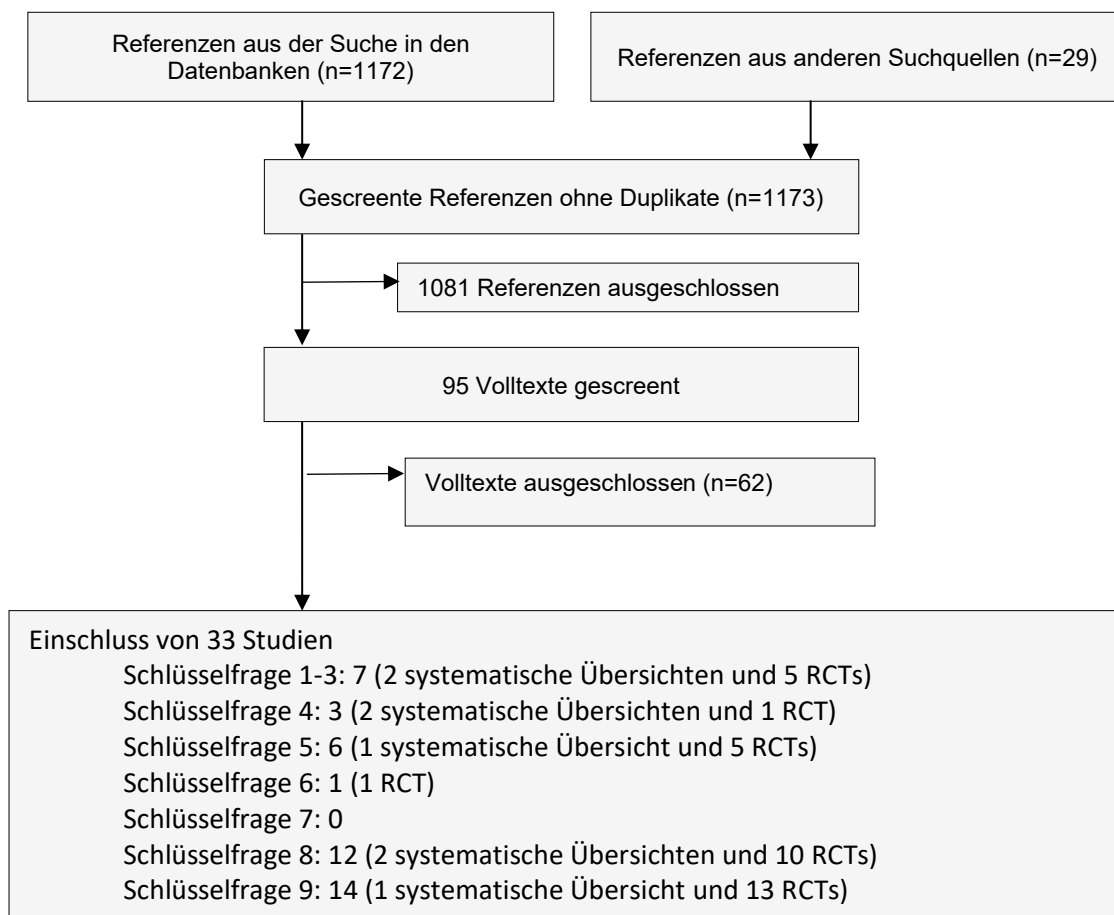 Referenzen aus der Suche in den
Datenbanken (n=1172)
Referenzen aus anderen Suchquellen (n=29)
Gescreente Referenzen ohne Duplikate (n=1173)
1081 Referenzen ausgeschlossen
95 Volltexte gescreent
Volltexte ausgeschlossen (n=62)
Einschluss von 33 Studien
Schlüsselfrage 1-3: 7 (2 systematische Übersichten und 5 RCTs)
Schlüsselfrage 4: 3 (2 systematische Übersichten und 1 RCT)
Schlüsselfrage 5: 6 (1 systematische Übersicht und 5 RCTs)
Schlüsselfrage 6: 1 (1 RCT)
Schlüsselfrage 7: 0
Schlüsselfrage 8: 12 (2 systematische Übersichten und 10 RCTs)
Schlüsselfrage 9: 14 (1 systematische Übersicht und 13 RCTs)